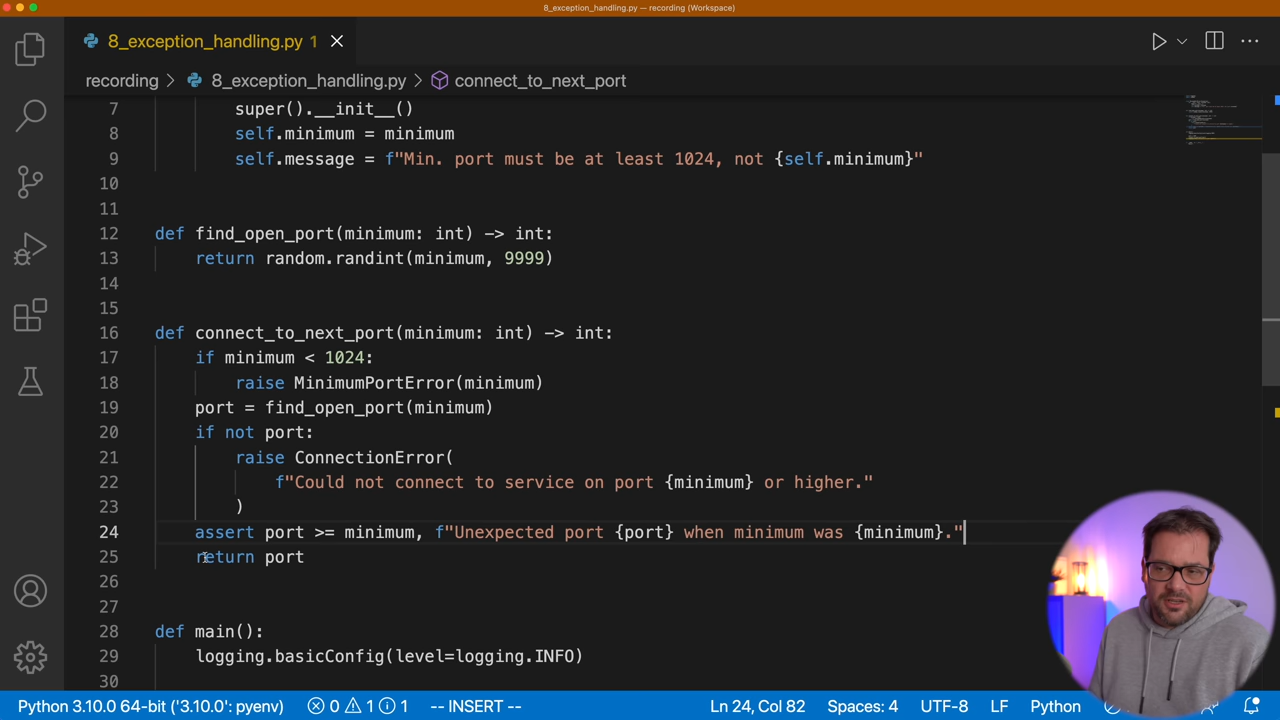 8_exception_handling.py — recording (Workspace)
8_exception_handling.py 1
recording > 8_exception_handling.py > connect_to_next_port
7 super().__init__()
8 self.minimum = minimum
9 self.message = f"Min. port must be at least 1024, not {self.minimum}"
10
11
12 def find_open_port(minimum: int) -> int:
13 return random.randint(minimum, 9999)
14
15
16 def connect_to_next_port(minimum: int) -> int:
17 if minimum < 1024:
18 raise MinimumPortError(minimum)
19 port = find_open_port(minimum)
20 if not port:
21 raise ConnectionError(
22 f"Could not connect to service on port {minimum} or higher."
23 )
24 assert port >= minimum, f"Unexpected port {port} when minimum was {minimum}."
25 return port
26
27
28 def main():
29 logging.basicConfig(level=logging.INFO)
30
Python 3.10.0 64-bit ('3.10.0': pyenv) 0 1 1 -- INSERT -- Ln 24, Col 82 Spaces: 4 UTF-8 LF Python